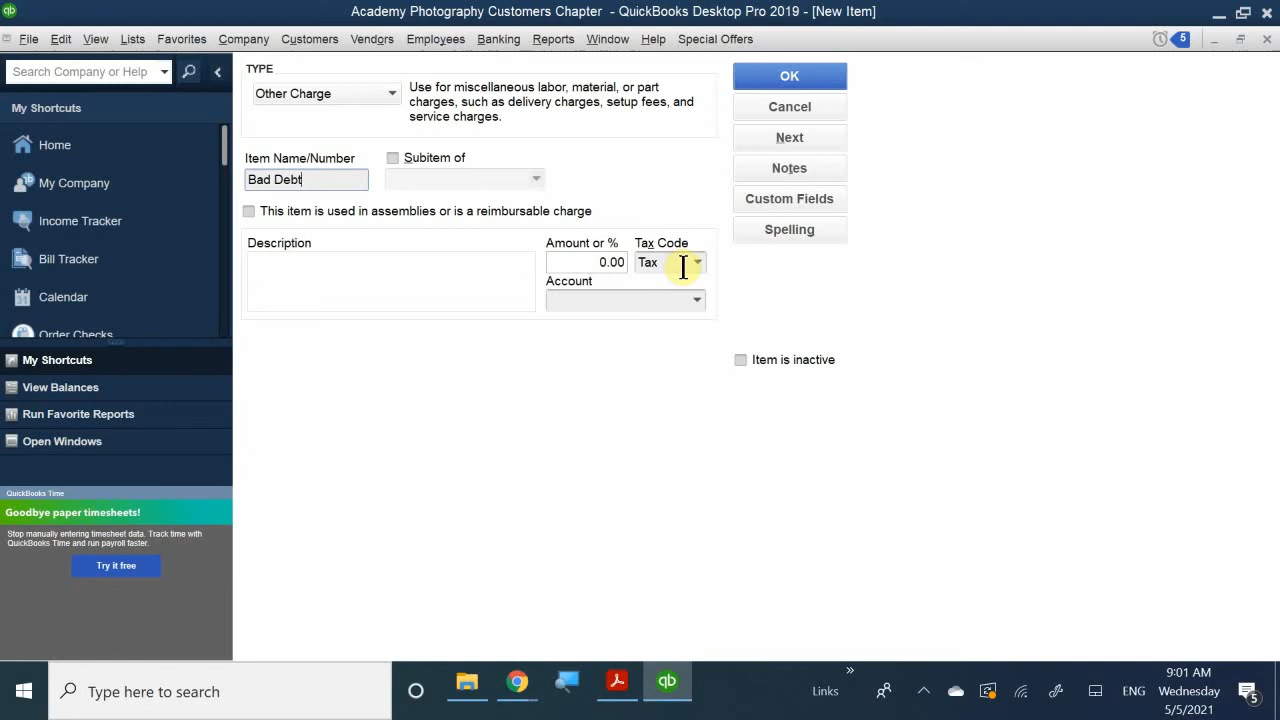 Academy Photography Customers Chapter - QuickBooks Desktop Pro 2019 - [New Item]
File Edit View Lists Favorites Company Customers Vendors Employees Banking Reports Window Help Special Offers
5
Search Company or Help
My Shortcuts
Home
My Company
Income Tracker
Bill Tracker
Calendar
Order Checks
My Shortcuts
View Balances
Run Favorite Reports
Open Windows
QuickBooks Time
Goodbye paper timesheets!
Stop manually entering timesheet data. Track time with
QuickBooks Time and run payroll faster.
Try it free
TYPE
Other Charge
Use for miscellaneous labor, material, or part
charges, such as delivery charges, setup fees, and
service charges.
Item Name/Number
Subitem of
Bad Debt
This item is used in assemblies or is a reimbursable charge
Description
Amount or %
Tax Code
0.00
Tax
Account
OK
Cancel
Next
Notes
Custom Fields
Spelling
Item is inactive
Type here to search
qb
Links
ENG
9:01 AM
Wednesday
5/5/2021
5